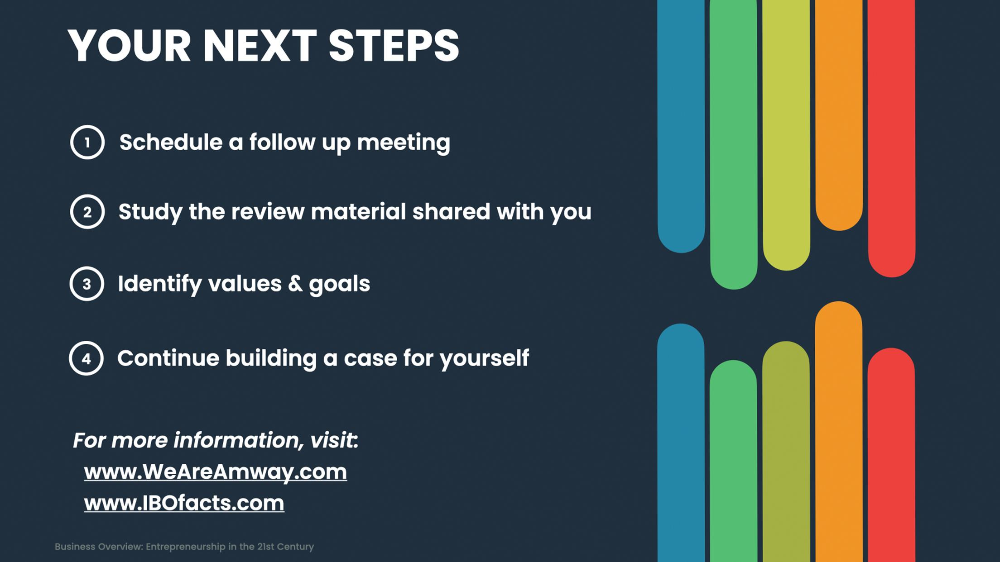 YOUR NEXT STEPS
1 Schedule a follow up meeting
2 Study the review material shared with you
3 Identify values & goals
4 Continue building a case for yourself
For more information, visit:
www.WeAreAmway.com
www.IBOfacts.com
Business Overview: Entrepreneurship in the 21st Century